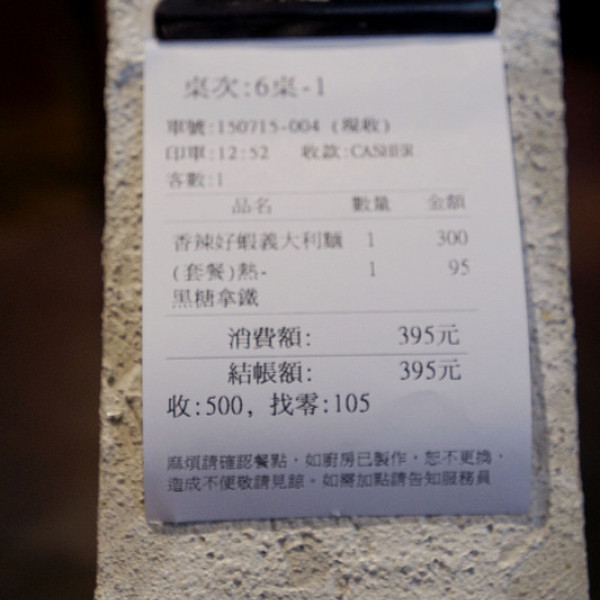 桌次:6桌-1
單號:150715-004 (現收)
印單:12:52 收款:CASHIER
客數:1
品名 數量 金額
香辣好蝦義大利麵 1 300
(套餐)熱- 1 95
黑糖拿鐵
消費額: 395元
結帳額: 395元
收:500, 找零:105
麻煩請確認餐點，如廚房已製作，恕不更換，
造成不便敬請見諒。如需加點請告知服務員